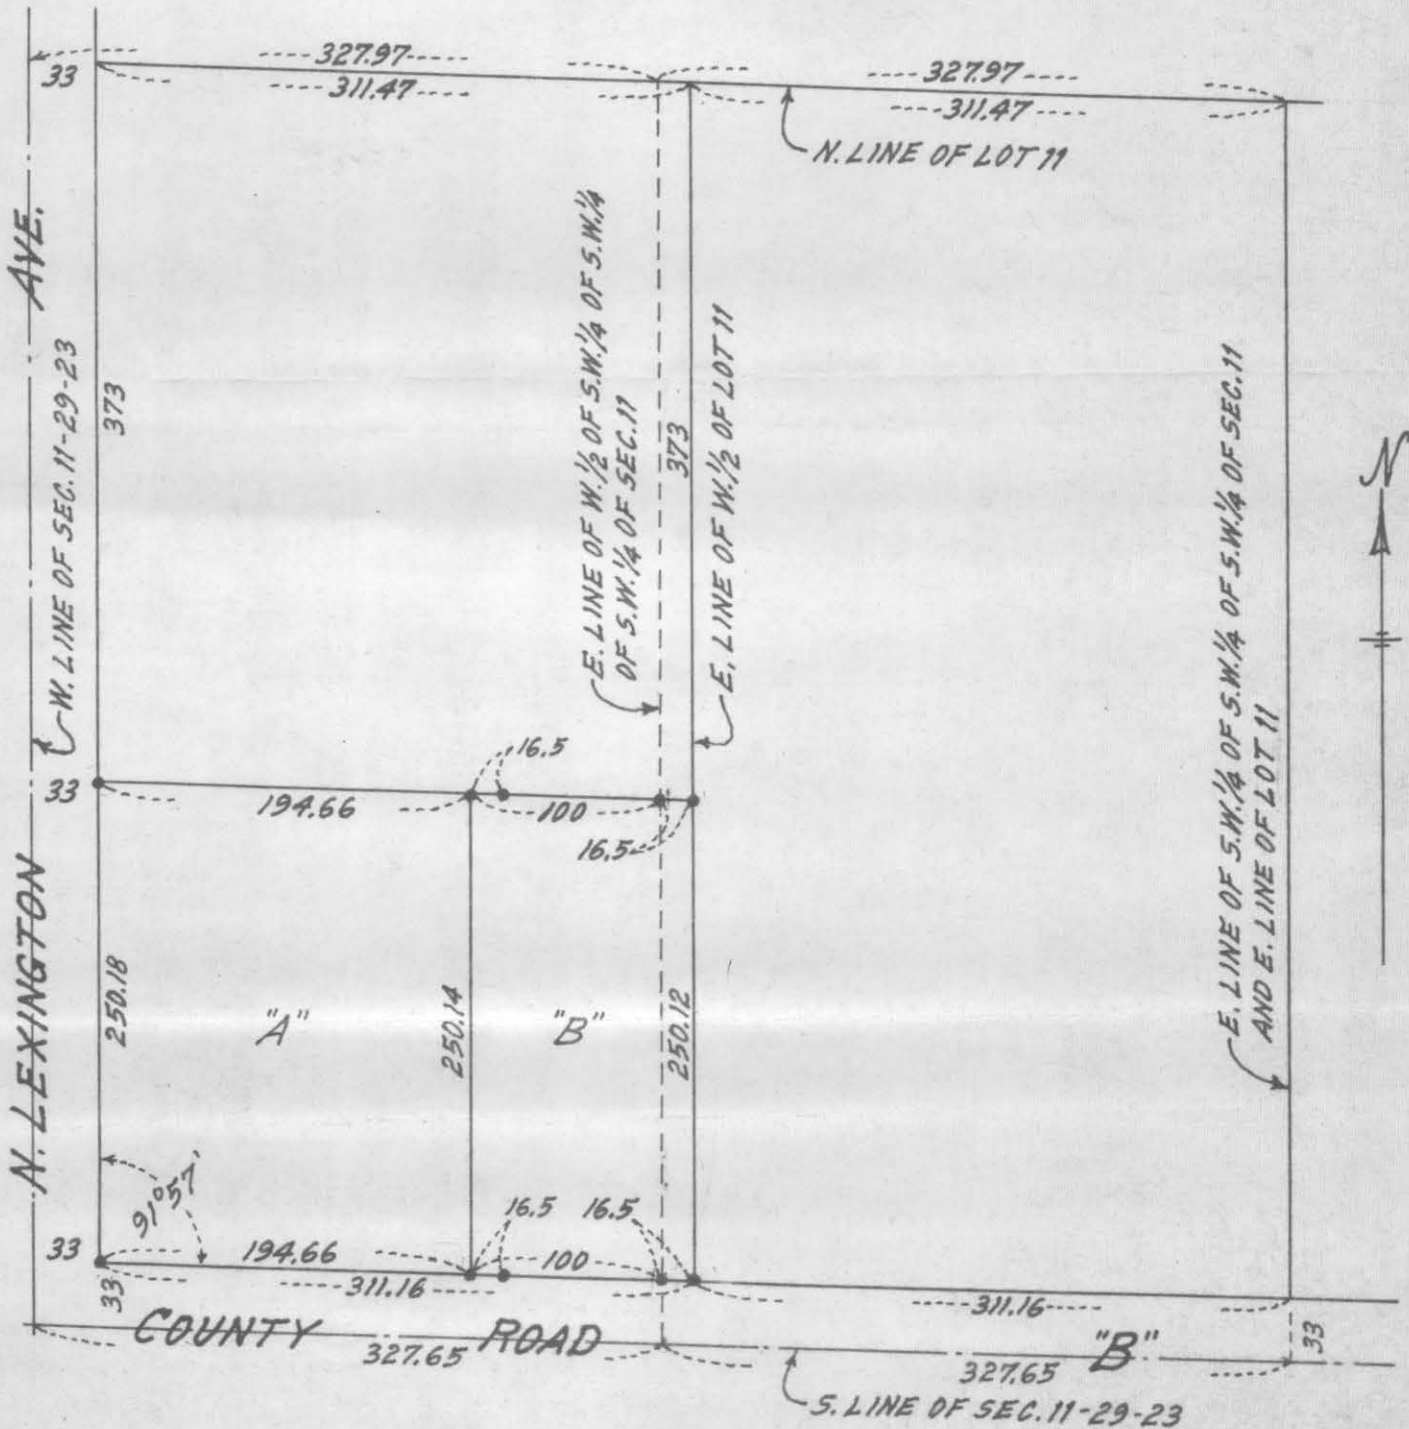 327.97
327.97
33
311.47
311.47
N. LINE OF LOT 11
N. LEXINGTON AVE.
W. LINE OF SEC. 11-29-23
373
E. LINE OF W. 1/2 OF S.W. 1/4 OF S.W. 1/4
OF S.W. 1/4 OF SEC. 11
373
E. LINE OF W. 1/2 OF LOT 11
E. LINE OF S.W. 1/4 OF S.W. 1/4 OF S.W. 1/4 OF SEC. 11
AND E. LINE OF LOT 11
N
16.5
33
194.66
100
16.5
250.18
"A"
250.14
"B"
250.12
91°57'
16.5 16.5
33
194.66
100
33
311.16
311.16
COUNTY ROAD "B"
33
327.65
327.65
S. LINE OF SEC. 11-29-23